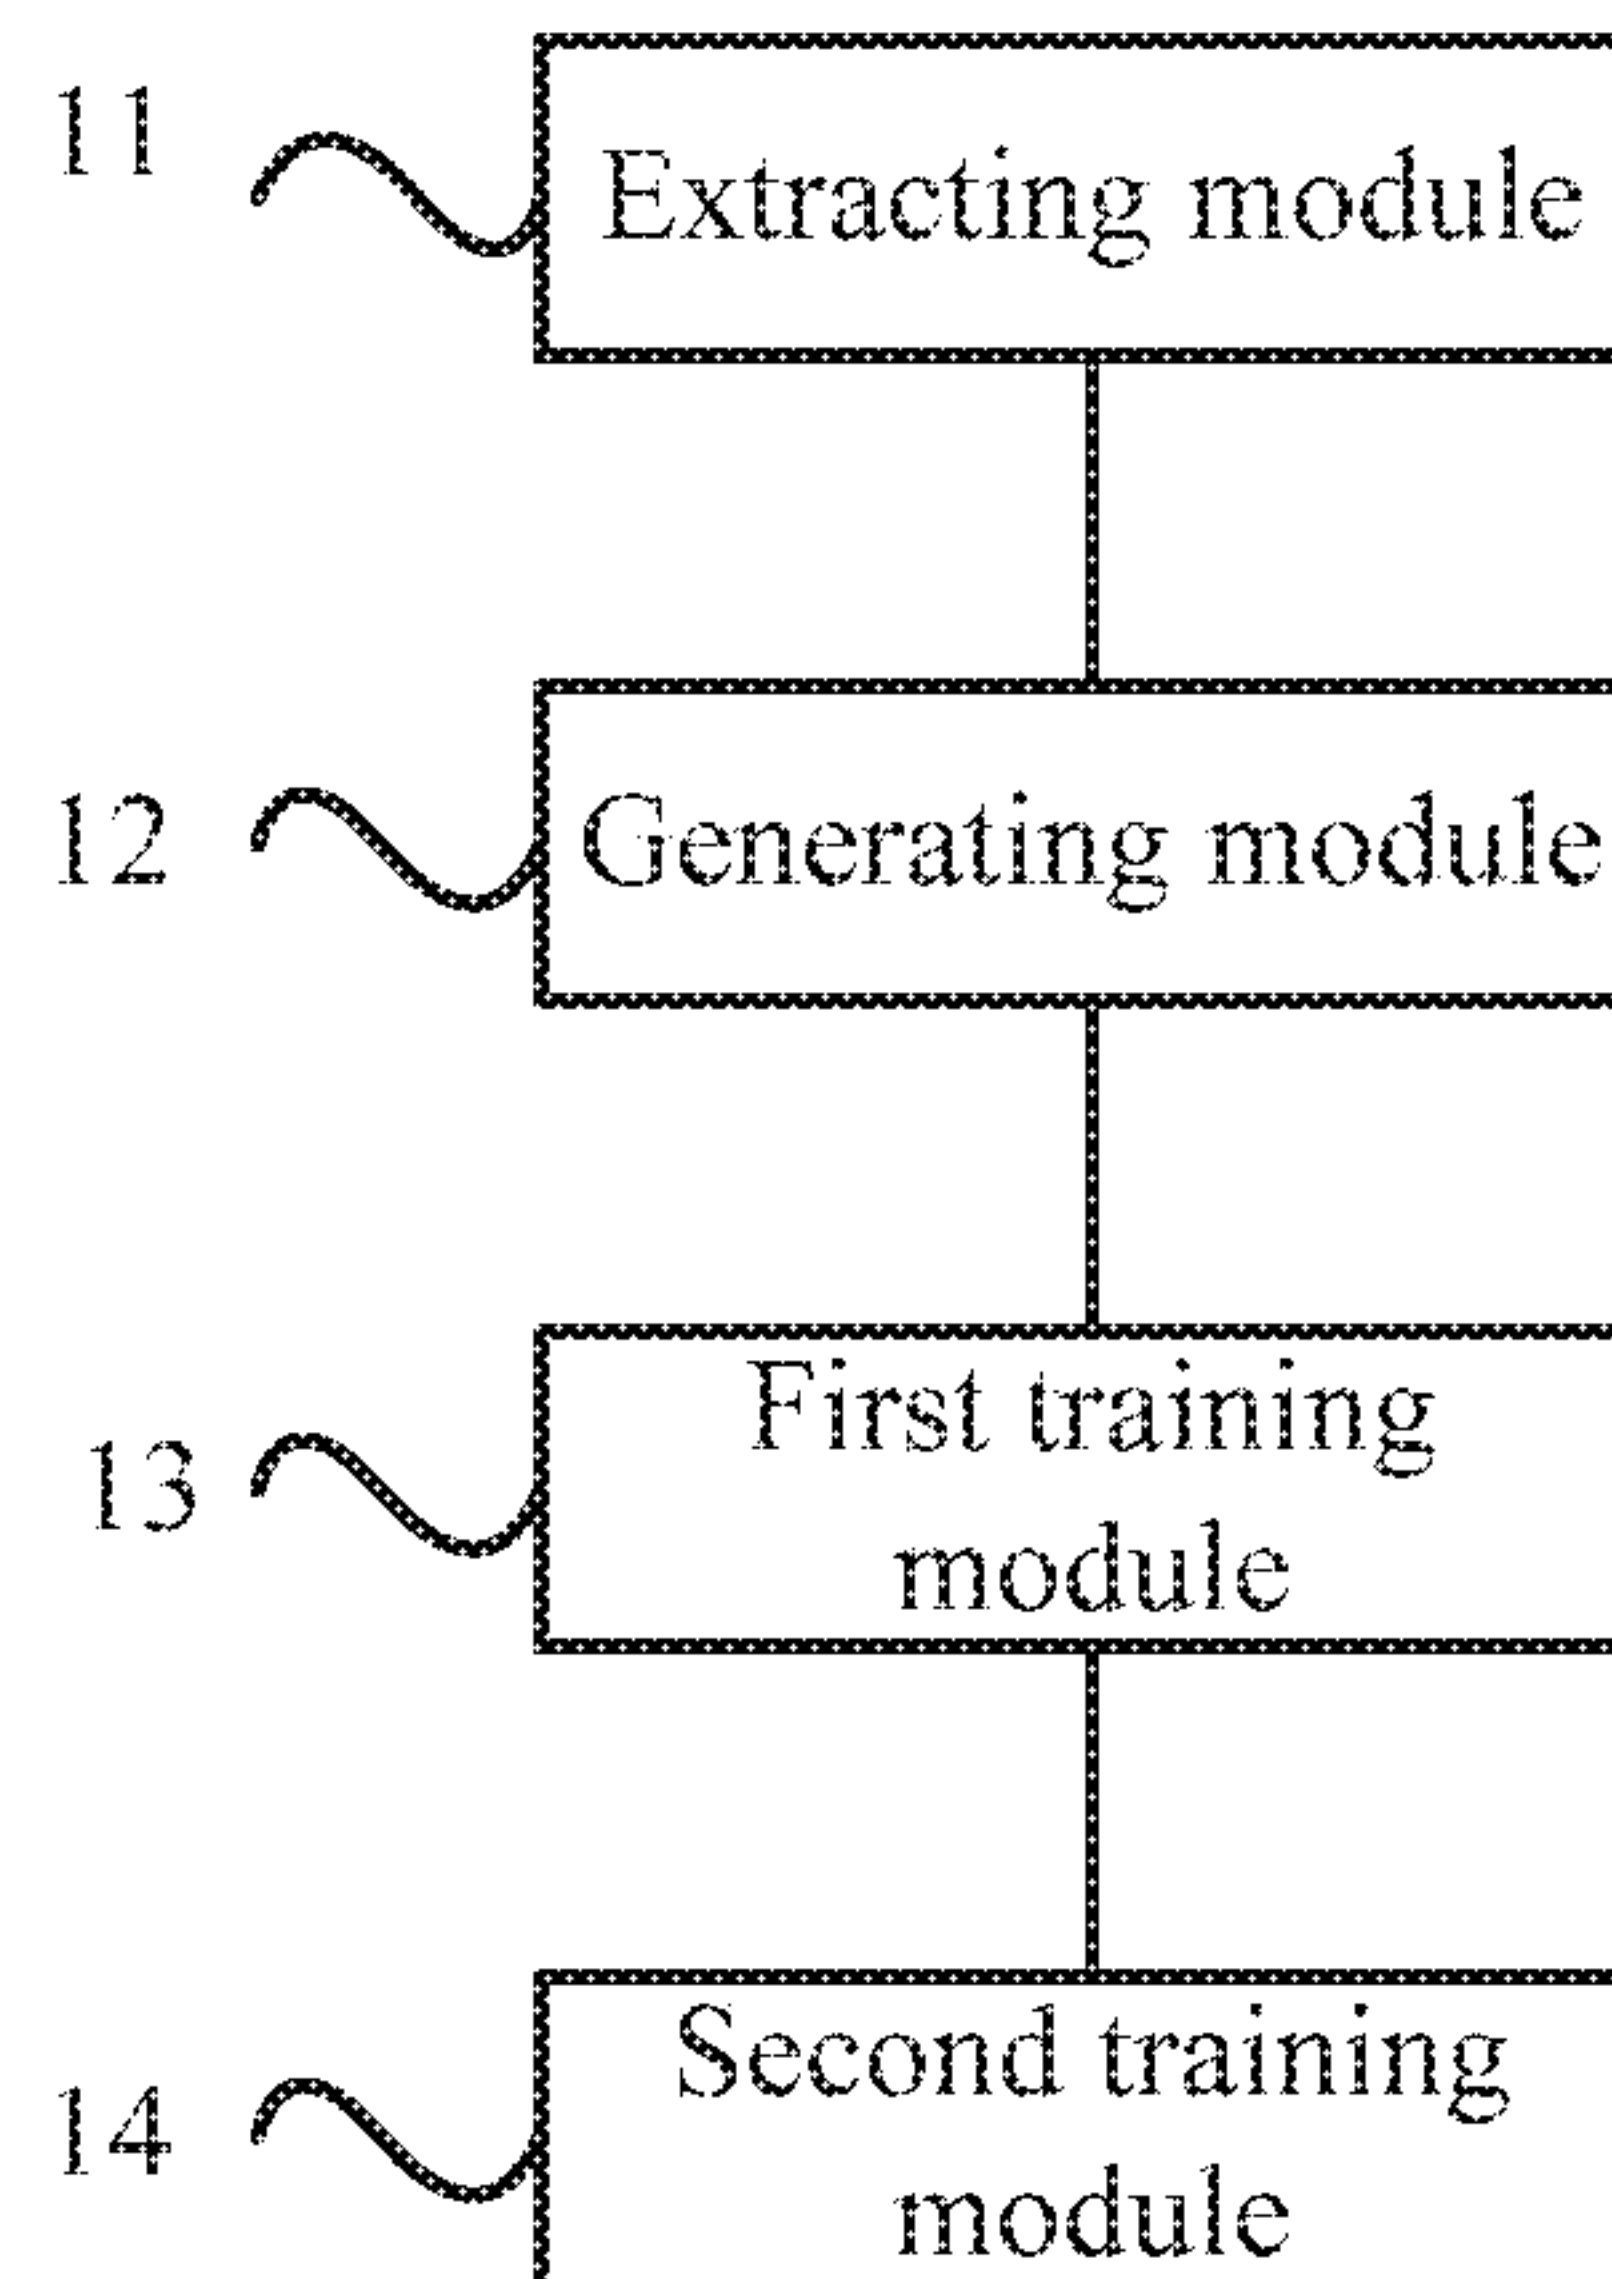 11
Extracting module
12
Generating module
First training
13
module
Second training
14
module